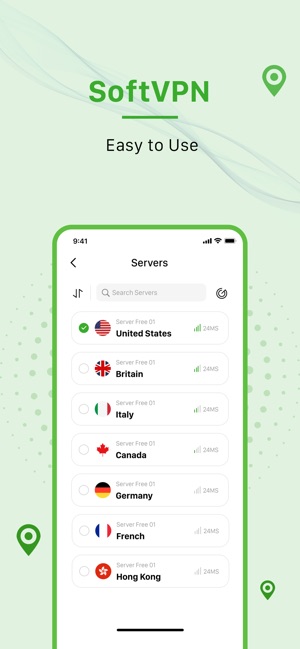 SoftVPN
Easy to Use
9:41
Servers
Search Servers
Server Free 01
United States
24MS
Server Free 01
Britain
24MS
Server Free 01
Italy
24MS
Server Free 01
Canada
24MS
Server Free 01
Germany
24MS
Server Free 01
French
24MS
Server Free 01
Hong Kong
24MS